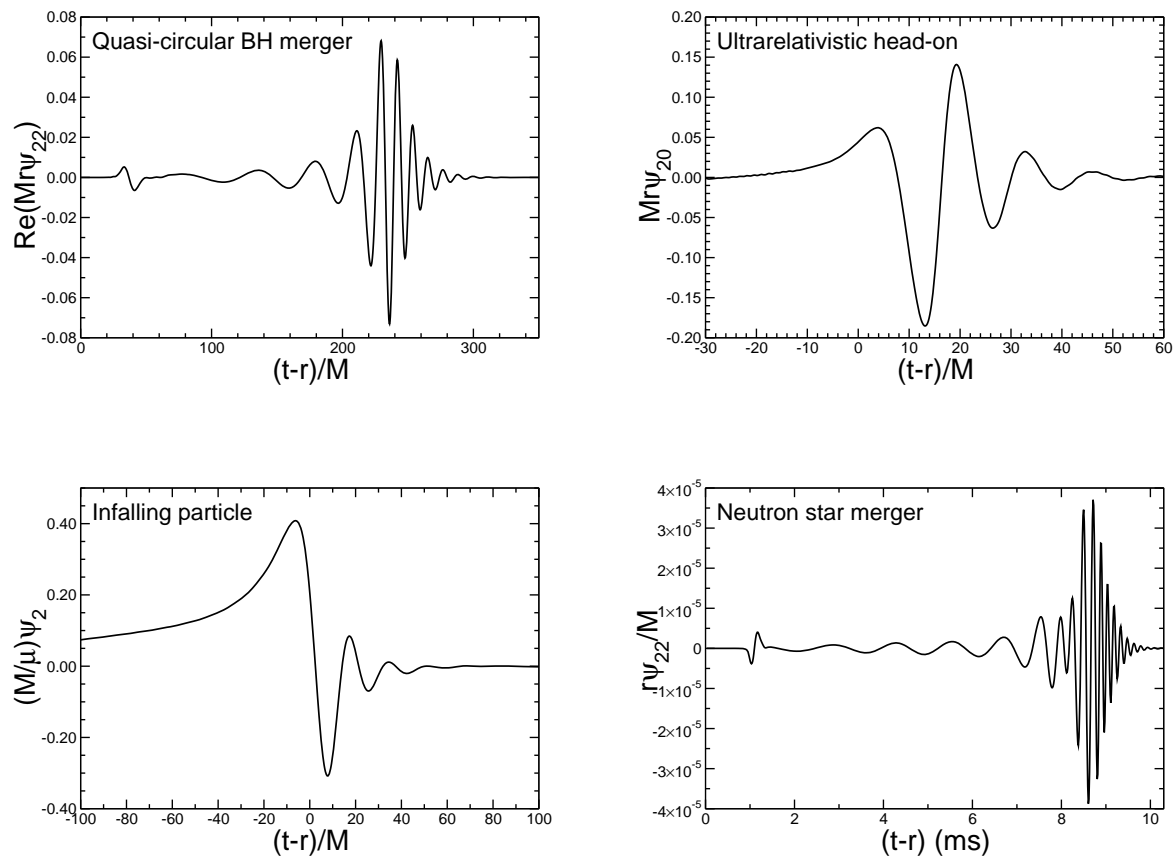 Quasi-circular BH merger
Re(Mrψ22)
0.08
0.06
0.04
0.02
0.00
-0.02
-0.04
-0.06
-0.08
0 100 200 300
(t-r)/M
Ultrarelativistic head-on
Mrψ20
0.20
0.15
0.10
0.05
0.00
-0.05
-0.10
-0.15
-0.20
-30 -20 -10 0 10 20 30 40 50 60
(t-r)/M
Infalling particle
(M/μ)ψ2
0.40
0.20
0.00
-0.20
-0.40
-100 -80 -60 -40 -20 0 20 40 60 80 100
(t-r)/M
Neutron star merger
rψ22/M
4×10-5
3×10-5
2×10-5
1×10-5
0
-1×10-5
-2×10-5
-3×10-5
-4×10-5
0 2 4 6 8 10
(t-r) (ms)